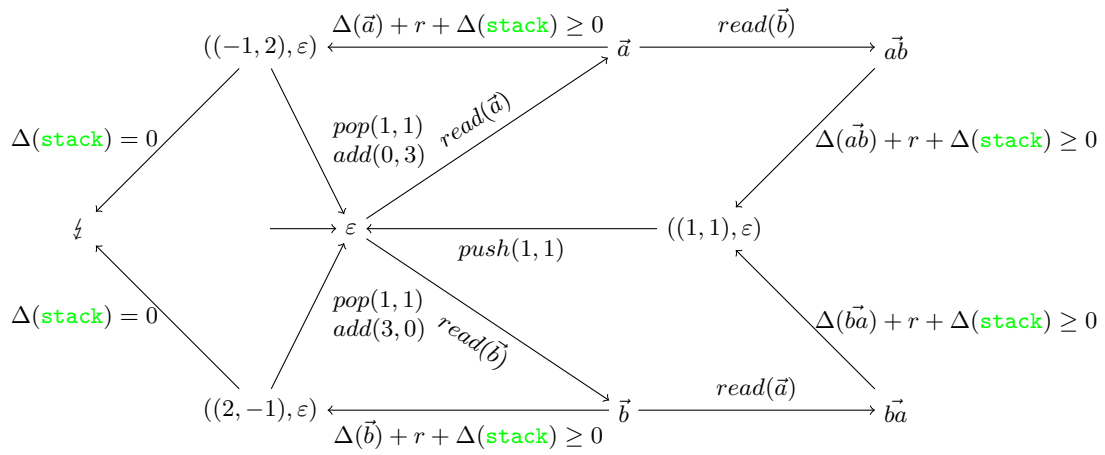 Δ(a⃗) + r + Δ(stack) ≥ 0
read(b⃗)
((−1, 2), ε)
a⃗
ab⃗
pop(1, 1)
add(0, 3)
read(a⃗)
Δ(stack) = 0
Δ(ab⃗) + r + Δ(stack) ≥ 0
↯
ε
((1, 1), ε)
push(1, 1)
pop(1, 1)
add(3, 0)
read(b⃗)
Δ(stack) = 0
Δ(ba⃗) + r + Δ(stack) ≥ 0
read(a⃗)
((2, −1), ε)
b⃗
ba⃗
Δ(b⃗) + r + Δ(stack) ≥ 0